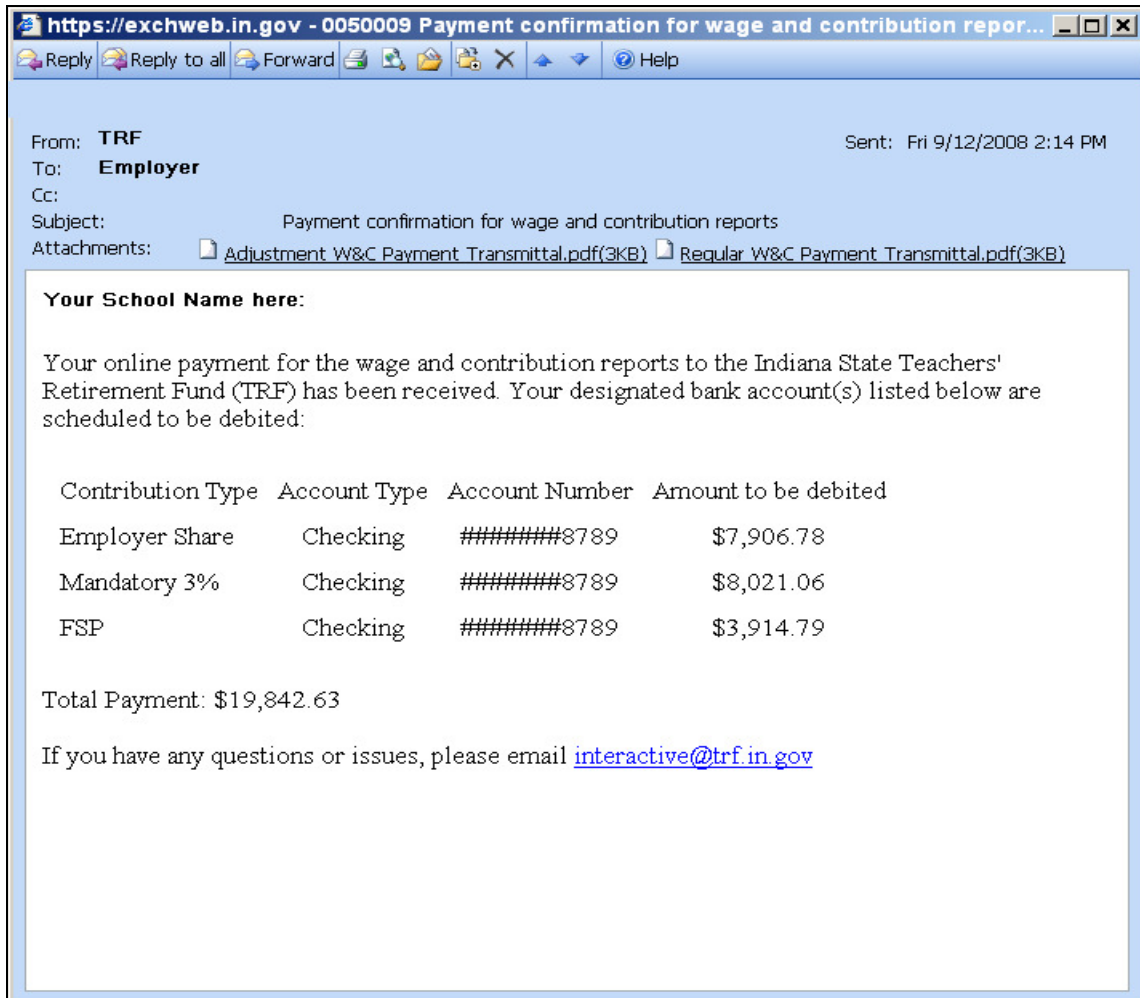 https://exchweb.in.gov - 0050009 Payment confirmation for wage and contribution repor...
Reply Reply to all Forward Help
From: TRF Sent: Fri 9/12/2008 2:14 PM
To: Employer
Cc:
Subject: Payment confirmation for wage and contribution reports
Attachments: Adjustment W&C Payment Transmittal.pdf(3KB) Regular W&C Payment Transmittal.pdf(3KB)
Your School Name here:
Your online payment for the wage and contribution reports to the Indiana State Teachers'
Retirement Fund (TRF) has been received. Your designated bank account(s) listed below are
scheduled to be debited:
Contribution Type Account Type Account Number Amount to be debited
Employer Share Checking ########8789 $7,906.78
Mandatory 3% Checking ########8789 $8,021.06
FSP Checking ########8789 $3,914.79
Total Payment: $19,842.63
If you have any questions or issues, please email interactive@trf.in.gov